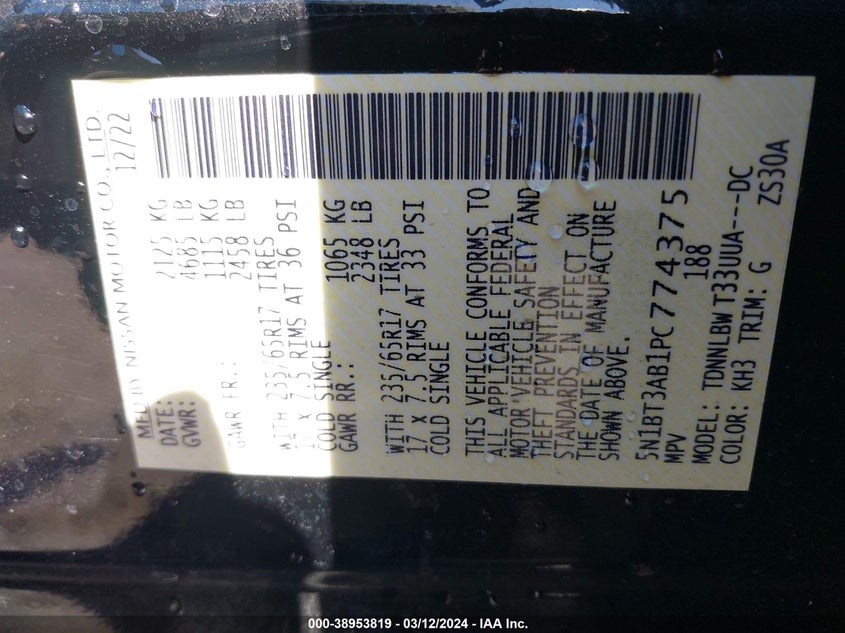 MFD BY NISSAN MOTOR CO., LTD.
DATE: 12/22
GVWR: 2125 KG
4685 LB
1115 KG
GAWR FR.: 2458 LB
WITH 235/65R17 TIRES
17 X 7.5 RIMS AT 36 PSI
COLD SINGLE
GAWR RR.: 1065 KG
2348 LB
WITH 235/65R17 TIRES
17 X 7.5 RIMS AT 33 PSI
COLD SINGLE
THIS VEHICLE CONFORMS TO
ALL APPLICABLE FEDERAL
MOTOR VEHICLE SAFETY AND
THEFT PREVENTION
STANDARDS IN EFFECT ON
THE DATE OF MANUFACTURE
SHOWN ABOVE.
5N1BT3AB1PC774375
MPV 188
MODEL: TDNNLBW T33UUA---DC
COLOR: KH3 TRIM: G ZS30A
000-38953819 - 03/12/2024 - IAA Inc.